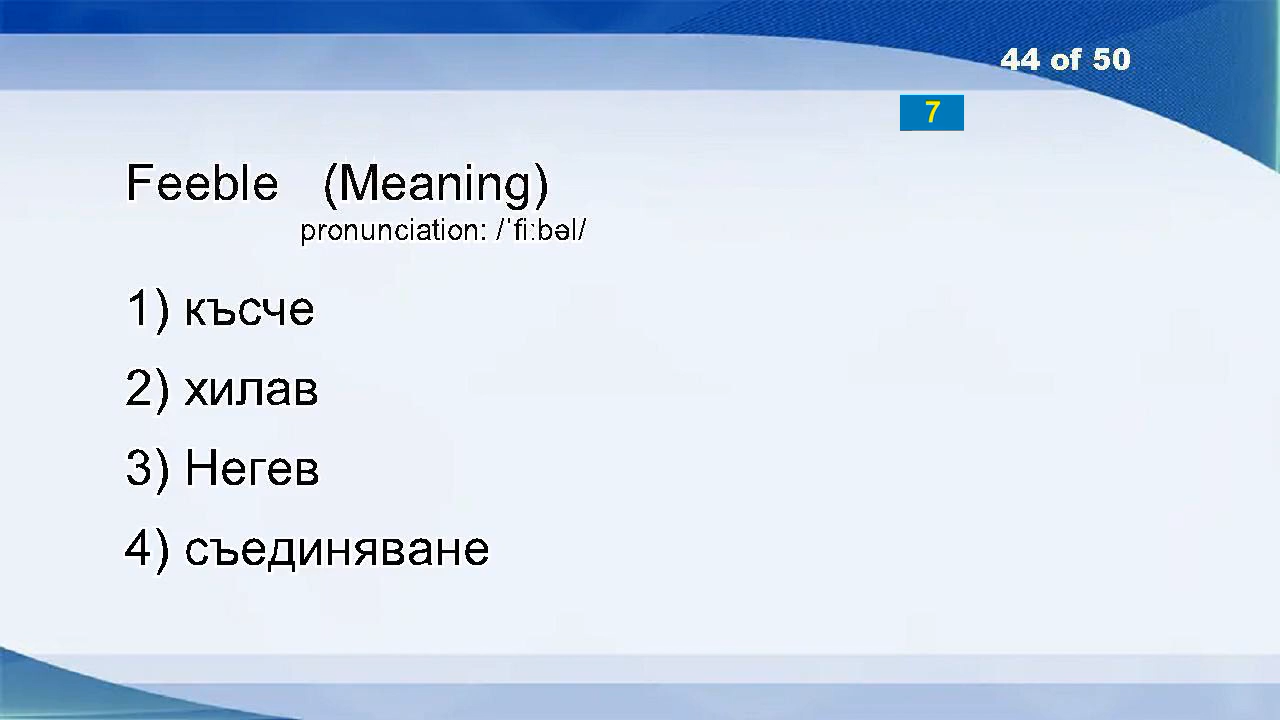 44 of 50
7
Feeble (Meaning)
pronunciation: /ˈfiːbəl/
1) късче
2) хилав
3) Негев
4) съединяване